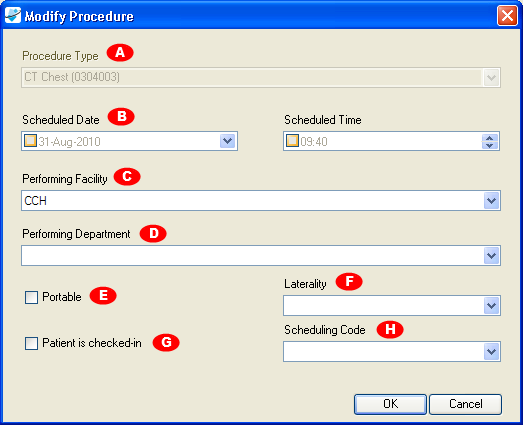 Modify Procedure
Procedure Type A
CT Chest (0304003)
Scheduled Date B Scheduled Time
31-Aug-2010 09:40
Performing Facility C
CCH
Performing Department D
Portable E Laterality F
Scheduling Code H
Patient is checked-in G
OK Cancel